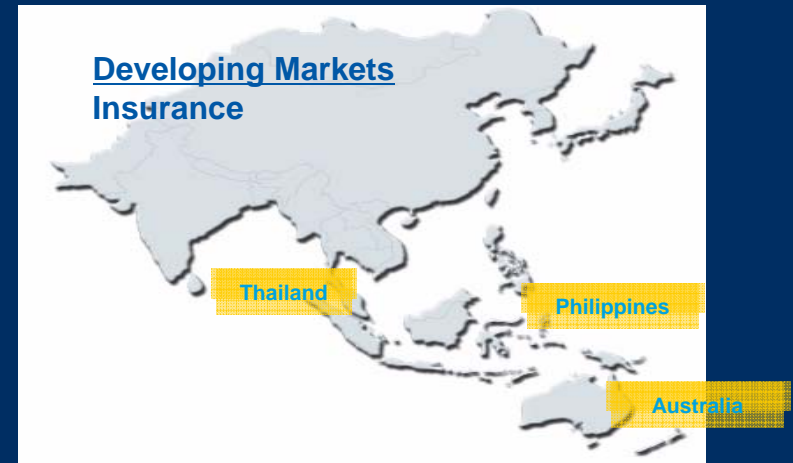 Developing Markets
Insurance
Thailand
Philippines
Australia